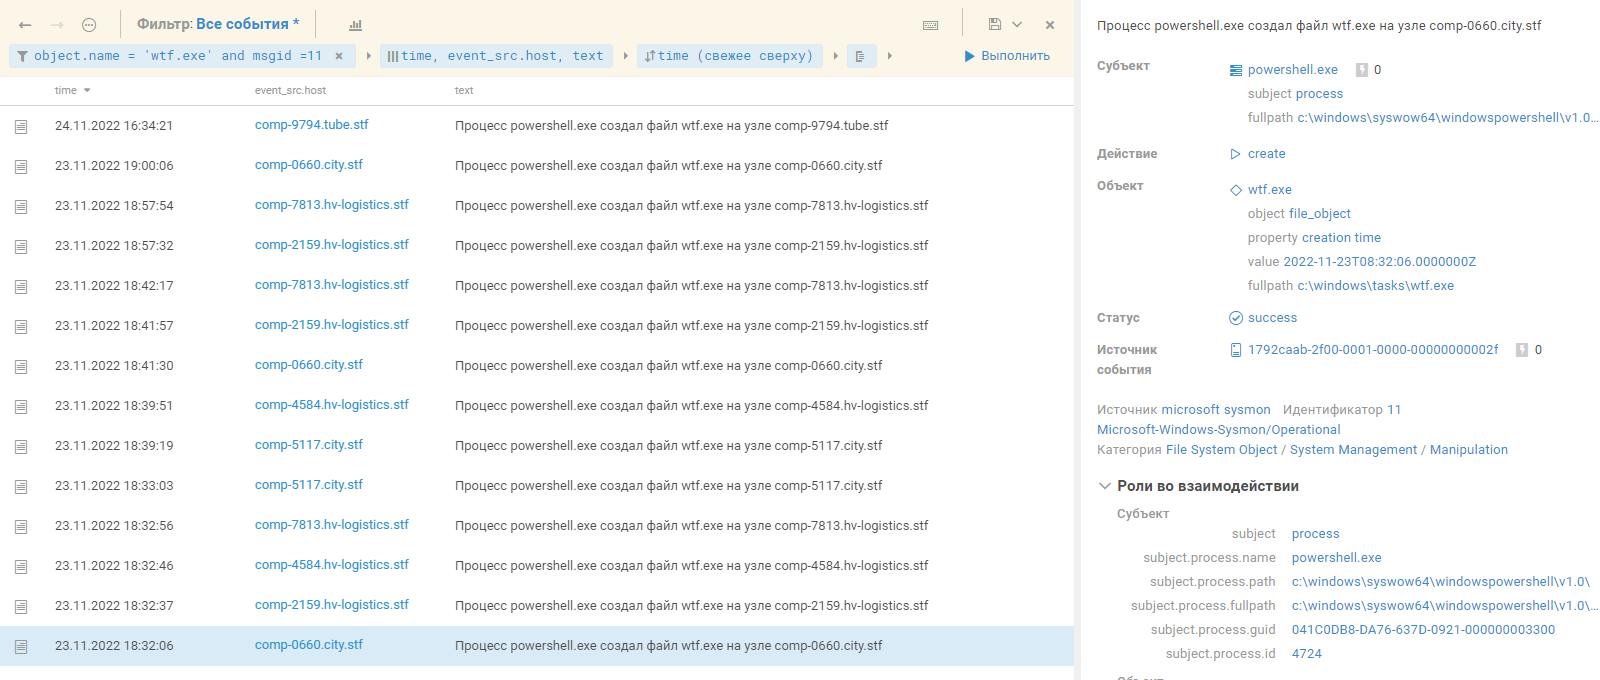 Фильтр: Все события *
object.name = 'wtf.exe' and msgid =11
time, event_src.host, text
time (свежее сверху)
Выполнить
time event_src.host text
24.11.2022 16:34:21 comp-9794.tube.stf Процесс powershell.exe создал файл wtf.exe на узле comp-9794.tube.stf
23.11.2022 19:00:06 comp-0660.city.stf Процесс powershell.exe создал файл wtf.exe на узле comp-0660.city.stf
23.11.2022 18:57:54 comp-7813.hv-logistics.stf Процесс powershell.exe создал файл wtf.exe на узле comp-7813.hv-logistics.stf
23.11.2022 18:57:32 comp-2159.hv-logistics.stf Процесс powershell.exe создал файл wtf.exe на узле comp-2159.hv-logistics.stf
23.11.2022 18:42:17 comp-7813.hv-logistics.stf Процесс powershell.exe создал файл wtf.exe на узле comp-7813.hv-logistics.stf
23.11.2022 18:41:57 comp-2159.hv-logistics.stf Процесс powershell.exe создал файл wtf.exe на узле comp-2159.hv-logistics.stf
23.11.2022 18:41:30 comp-0660.city.stf Процесс powershell.exe создал файл wtf.exe на узле comp-0660.city.stf
23.11.2022 18:39:51 comp-4584.hv-logistics.stf Процесс powershell.exe создал файл wtf.exe на узле comp-4584.hv-logistics.stf
23.11.2022 18:39:19 comp-5117.city.stf Процесс powershell.exe создал файл wtf.exe на узле comp-5117.city.stf
23.11.2022 18:33:03 comp-5117.city.stf Процесс powershell.exe создал файл wtf.exe на узле comp-5117.city.stf
23.11.2022 18:32:56 comp-7813.hv-logistics.stf Процесс powershell.exe создал файл wtf.exe на узле comp-7813.hv-logistics.stf
23.11.2022 18:32:46 comp-4584.hv-logistics.stf Процесс powershell.exe создал файл wtf.exe на узле comp-4584.hv-logistics.stf
23.11.2022 18:32:37 comp-2159.hv-logistics.stf Процесс powershell.exe создал файл wtf.exe на узле comp-2159.hv-logistics.stf
23.11.2022 18:32:06 comp-0660.city.stf Процесс powershell.exe создал файл wtf.exe на узле comp-0660.city.stf
Процесс powershell.exe создал файл wtf.exe на узле comp-0660.city.stf
Субъект powershell.exe 0
subject process
fullpath c:\windows\syswow64\windowspowershell\v1.0...
Действие create
Объект wtf.exe
object file_object
property creation time
value 2022-11-23T08:32:06.0000000Z
fullpath c:\windows\tasks\wtf.exe
Статус success
Источник 1792caab-2f00-0001-0000-00000000002f 0
события
Источник microsoft sysmon Идентификатор 11
Microsoft-Windows-Sysmon/Operational
Категория File System Object / System Management / Manipulation
Роли во взаимодействии
Субъект
subject process
subject.process.name powershell.exe
subject.process.path c:\windows\syswow64\windowspowershell\v1.0\
subject.process.fullpath c:\windows\syswow64\windowspowershell\v1.0\...
subject.process.guid 041C0DB8-DA76-637D-0921-000000003300
subject.process.id 4724